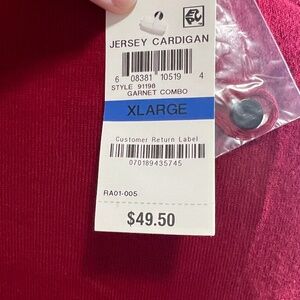 JERSEY CARDIGAN
6 08381 10519 4
STYLE 91198
GARNET COMBO
XLARGE
Customer Return Label
070189435745
RA01-005
$49.50